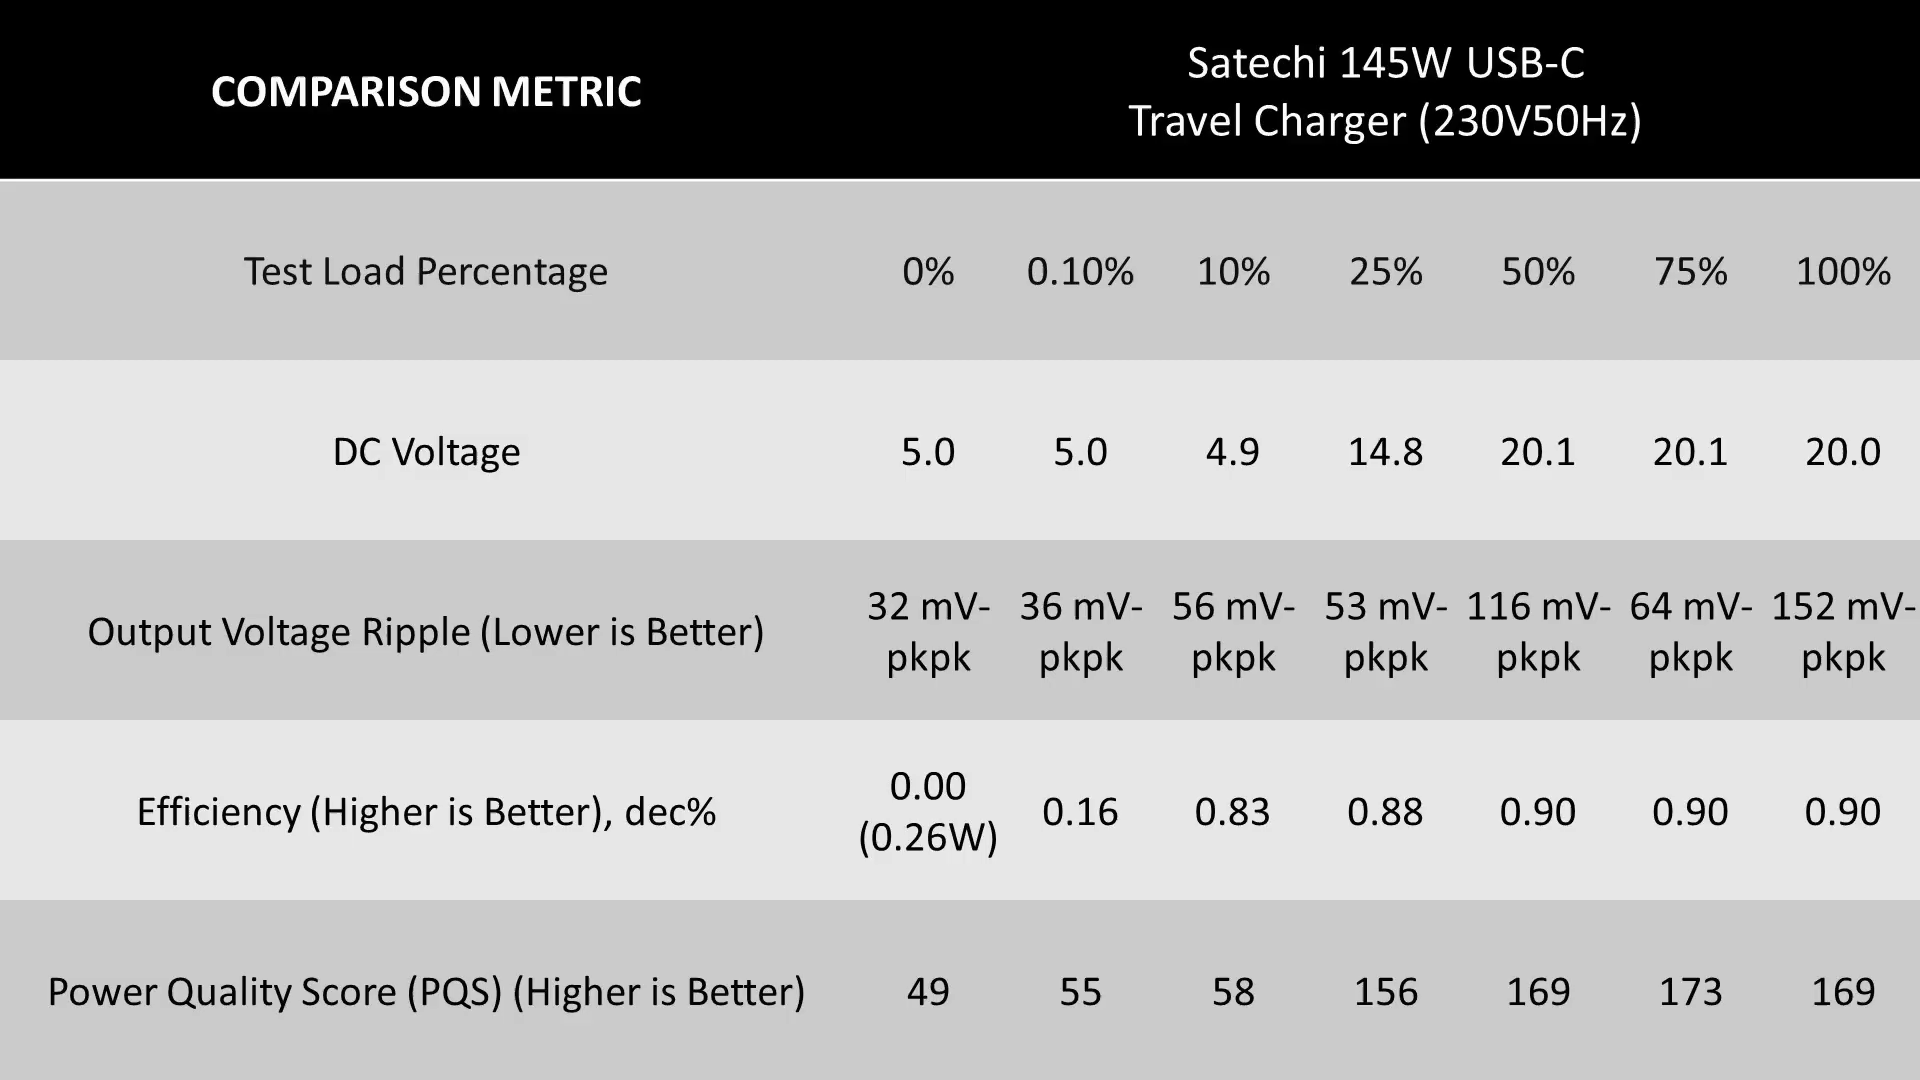 COMPARISON METRIC
Satechi 145W USB-C
Travel Charger (230V50Hz)
Test Load Percentage 0% 0.10% 10% 25% 50% 75% 100%
DC Voltage 5.0 5.0 4.9 14.8 20.1 20.1 20.0
Output Voltage Ripple (Lower is Better) 32 mV-pkpk 36 mV-pkpk 56 mV-pkpk 53 mV-pkpk 116 mV-pkpk 64 mV-pkpk 152 mV-pkpk
Efficiency (Higher is Better), dec% 0.00 (0.26W) 0.16 0.83 0.88 0.90 0.90 0.90
Power Quality Score (PQS) (Higher is Better) 49 55 58 156 169 173 169